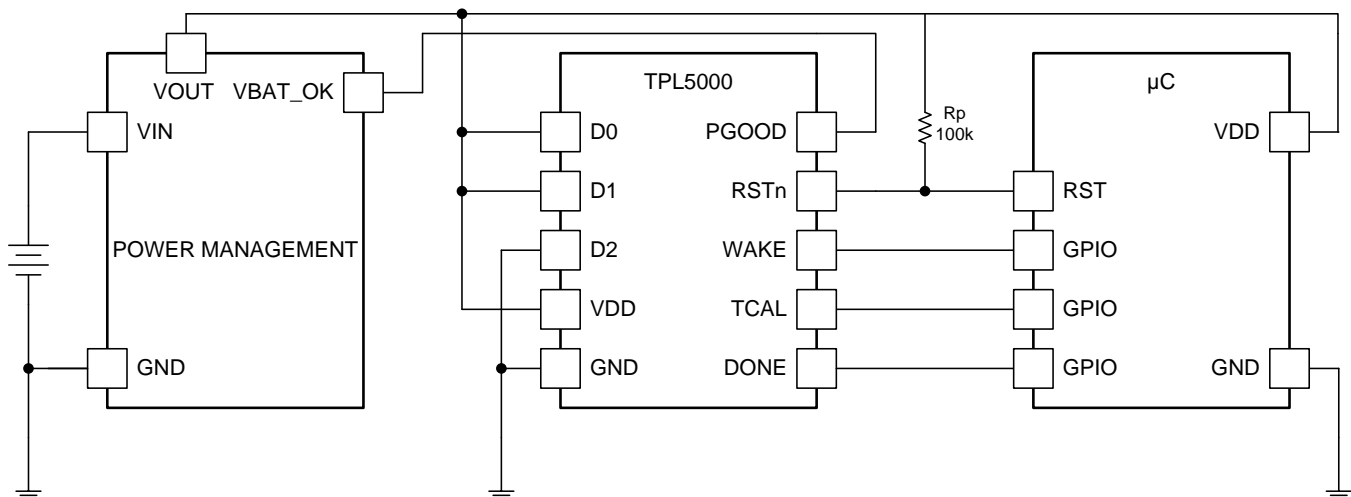 VOUT
VBAT_OK
VIN
POWER MANAGEMENT
GND
TPL5000
D0
PGOOD
D1
RSTn
D2
WAKE
VDD
TCAL
GND
DONE
Rp
100k
µC
VDD
RST
GPIO
GPIO
GPIO
GND